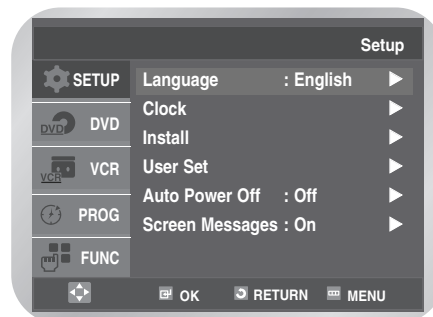 Setup
SETUP
DVD DVD
VCR VCR
PROG
FUNC
Language : English
Clock
Install
User Set
Auto Power Off : Off
Screen Messages : On
OK RETURN MENU